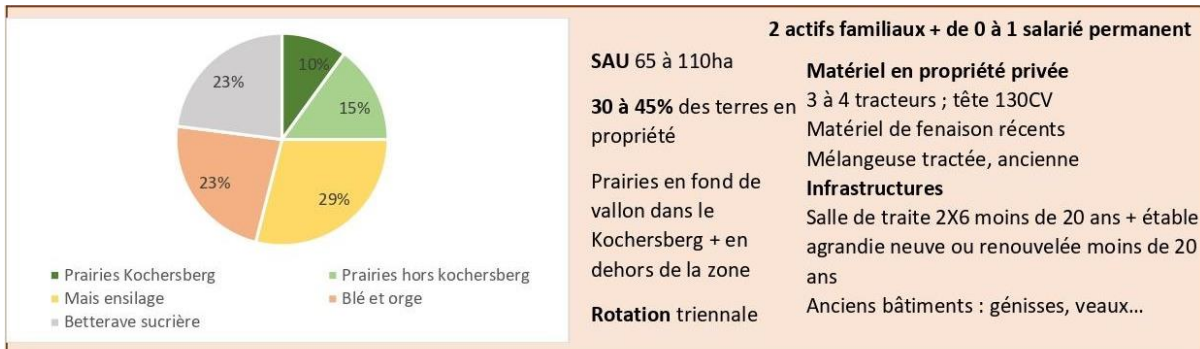 10%
15%
29%
23%
23%
Prairies Kochersberg
Prairies hors kochersberg
Mais ensilage
Blé et orge
Betterave sucrière
2 actifs familiaux + de 0 à 1 salarié permanent
SAU 65 à 110ha
30 à 45% des terres en
propriété
Prairies en fond de
vallon dans le
Kochersberg + en
dehors de la zone
Rotation triennale
Matériel en propriété privée
3 à 4 tracteurs ; tête 130CV
Matériel de fenaison récents
Mélangeuse tractée, ancienne
Infrastructures
Salle de traite 2X6 moins de 20 ans + étable
agrandie neuve ou renouvelée moins de 20
ans
Anciens bâtiments : génisses, veaux...